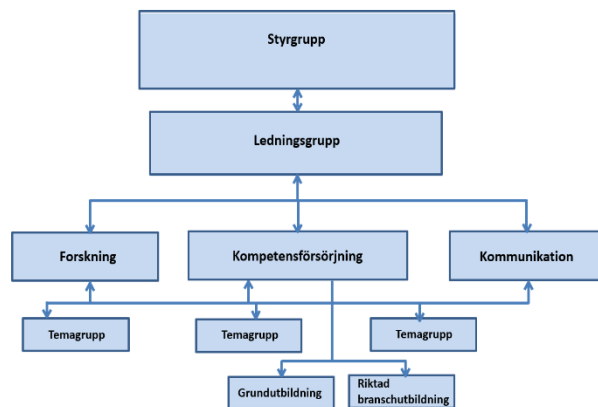 Styrgrupp
Ledningsgrupp
Forskning
Kompetensförsörjning
Kommunikation
Temagrupp
Temagrupp
Temagrupp
Grundutbildning
Riktad
branschutbildning